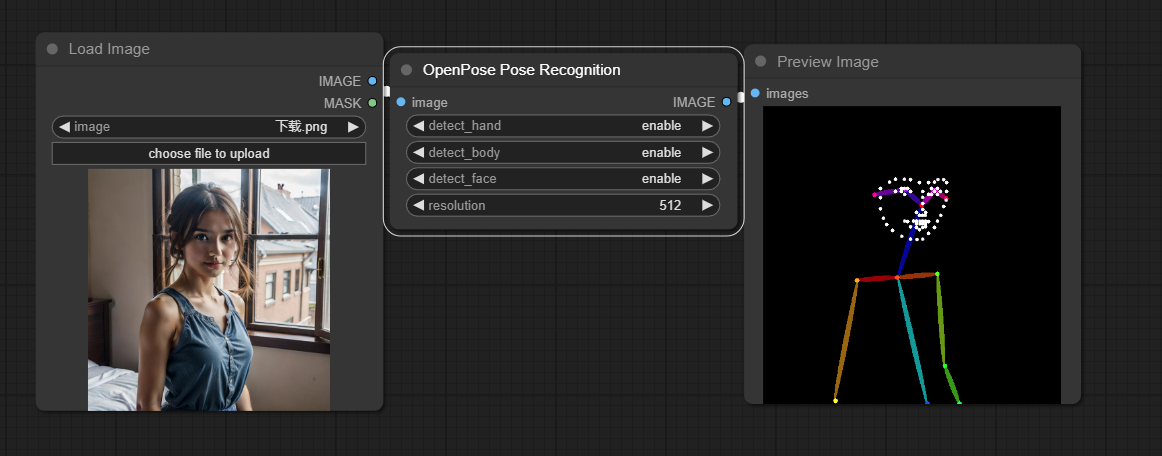 Load Image
IMAGE
MASK
image 下载.png
choose file to upload
OpenPose Pose Recognition
image IMAGE
detect_hand enable
detect_body enable
detect_face enable
resolution 512
Preview Image
images